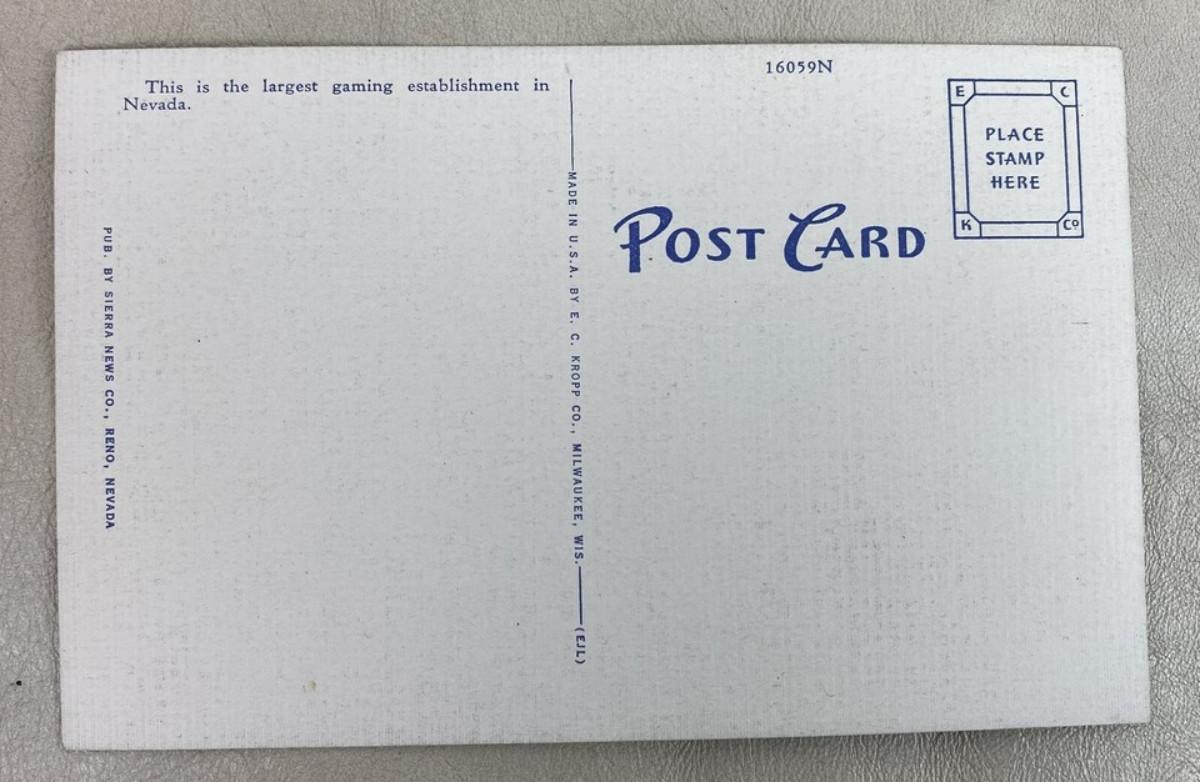 This is the largest gaming establishment in
Nevada.
PUB. BY SIERRA NEWS CO., RENO, NEVADA
MADE IN U.S.A. BY E. C. KROPP CO., MILWAUKEE, WIS.
(EJL)
16059N
POST CARD
E C
PLACE
STAMP
HERE
K Co